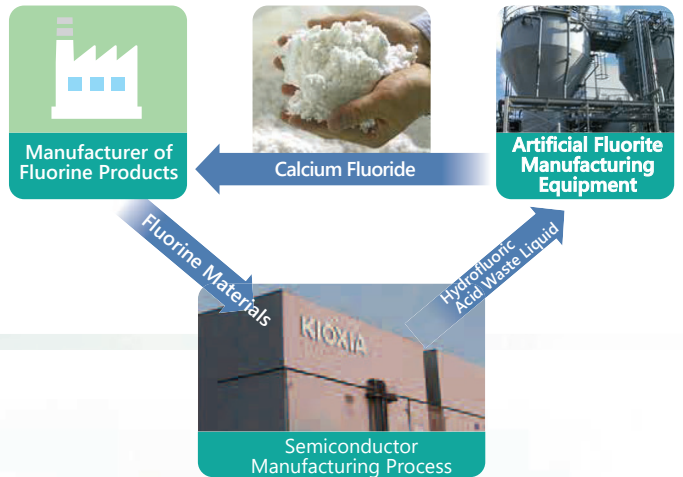 Manufacturer of
Fluorine Products
Calcium Fluoride
Artificial Fluorite
Manufacturing
Equipment
Fluorine Materials
Hydrofluoric
Acid Waste Liquid
KIOXIA
Semiconductor
Manufacturing Process